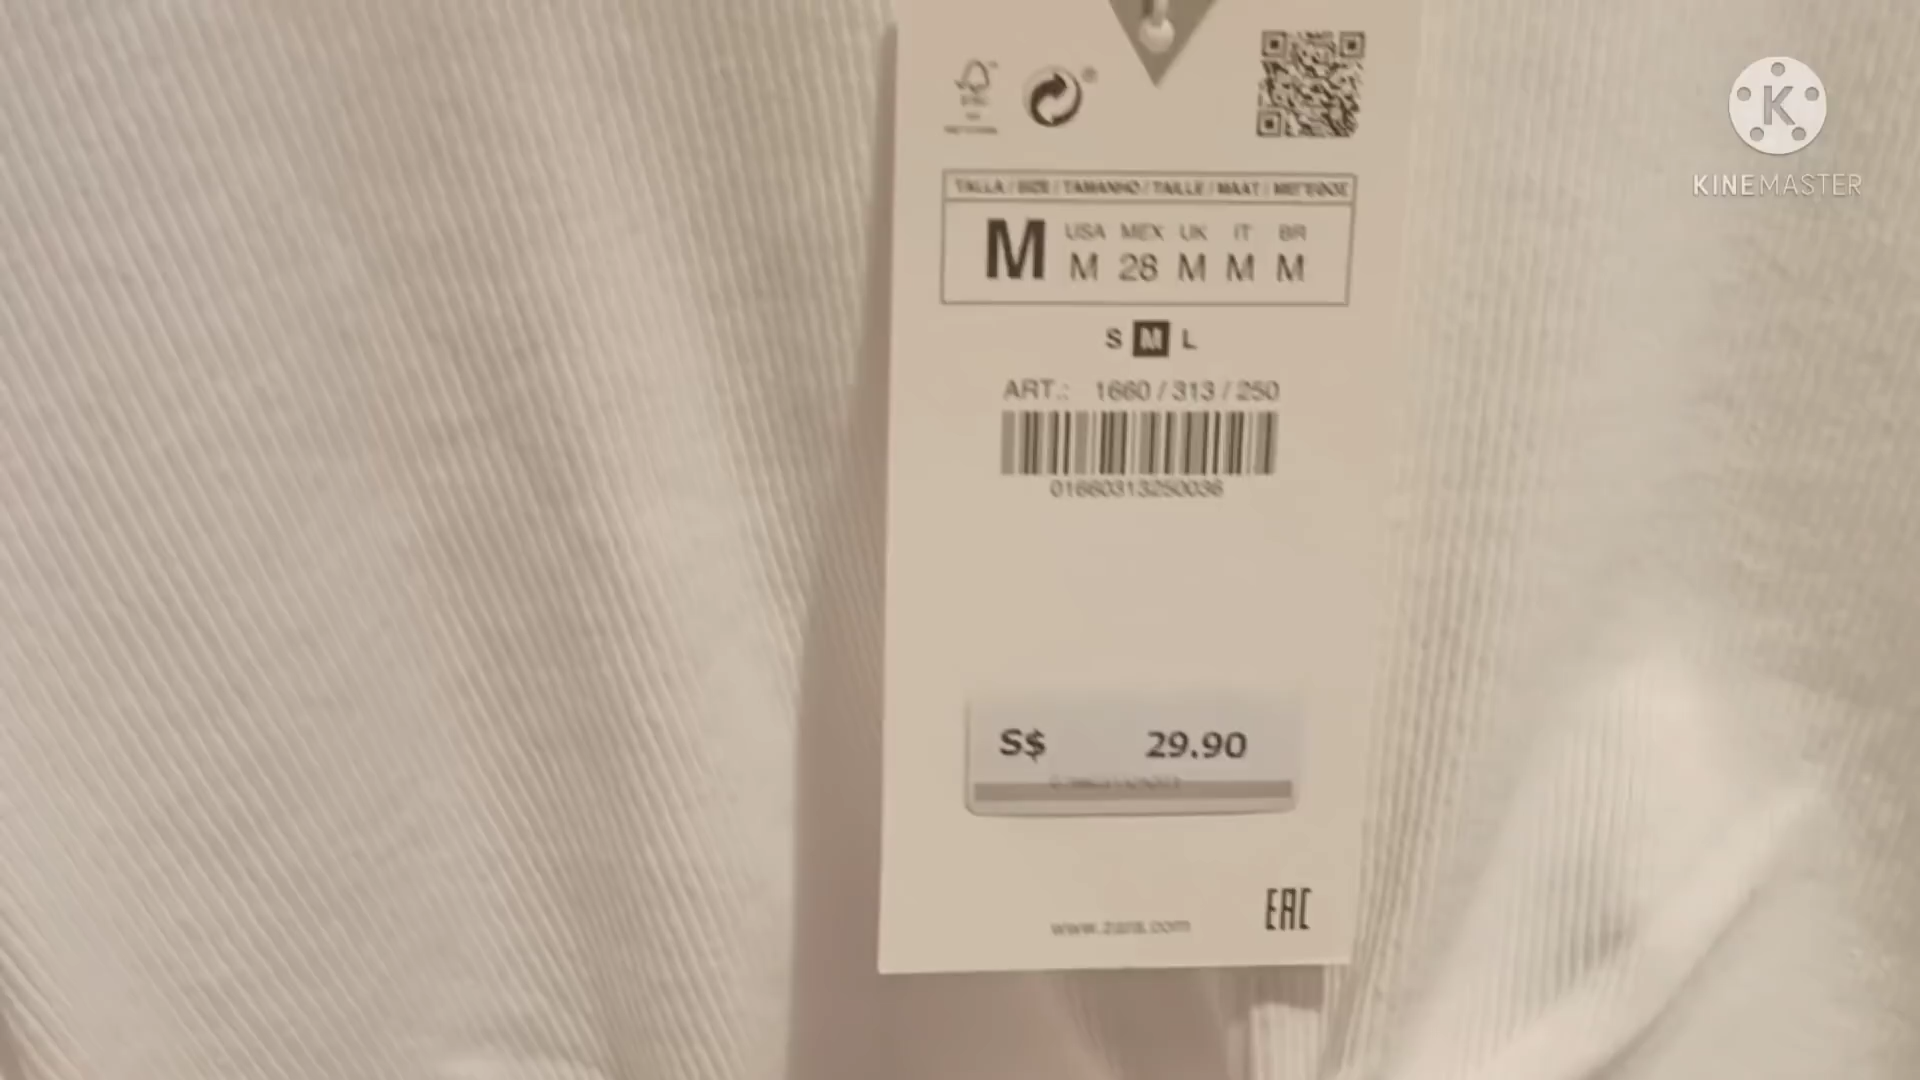 KINEMASTER
TALLA / SIZE / TAMANHO / TAILLE / MAAT / ΜΕΓΕΘΟΣ
M
USA MEX UK IT BR
M 28 M M M
S M L
ART.: 1660 / 313 / 250
01660313250036
S$ 29.90
www.zara.com
EAC